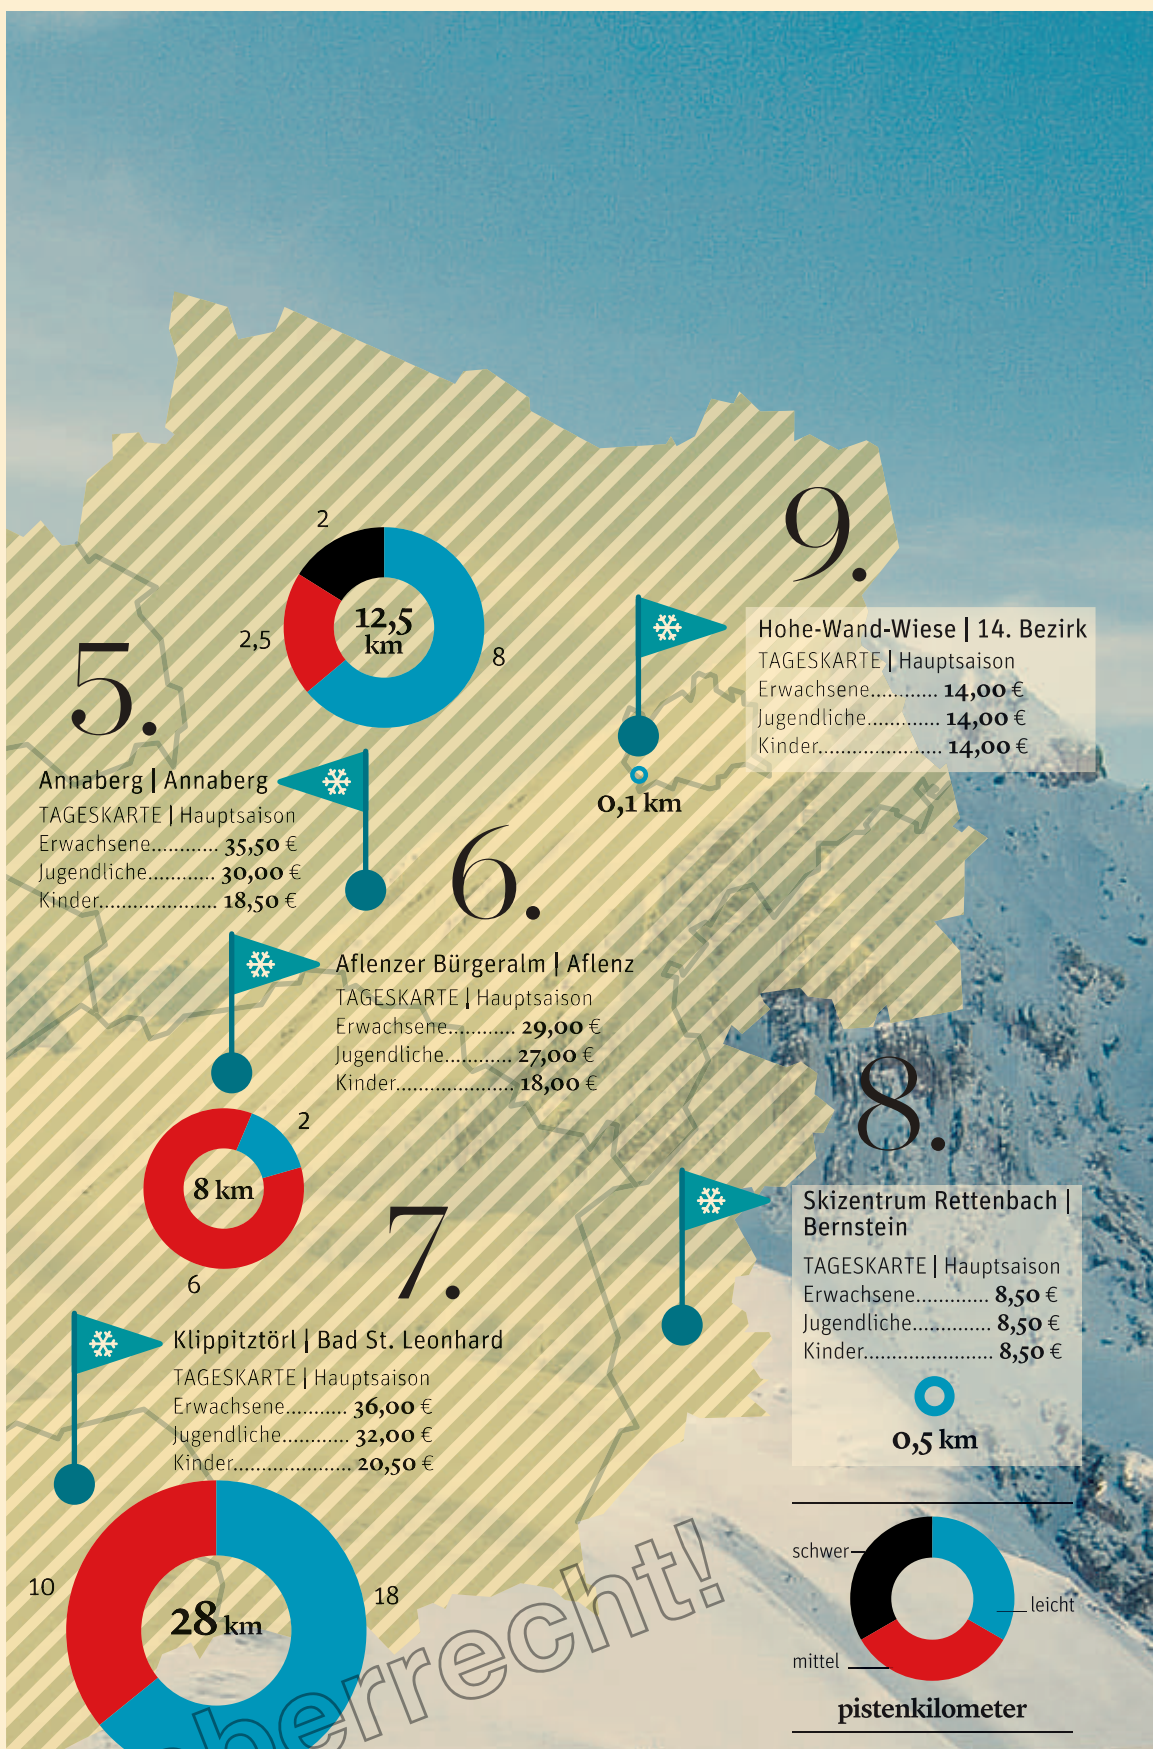 9.
Hohe-Wand-Wiese | 14. Bezirk
TAGESKARTE | Hauptsaison
Erwachsene............ 14,00 €
Jugendliche............. 14,00 €
Kinder...................... 14,00 €
0,1 km
2
2,5
12,5
km
8
5.
Annaberg | Annaberg
TAGESKARTE | Hauptsaison
Erwachsene............ 35,50 €
Jugendliche............ 30,00 €
Kinder..................... 18,50 €
6.
Aflenzer Bürgeralm | Aflenz
TAGESKARTE | Hauptsaison
Erwachsene............ 29,00 €
Jugendliche............ 27,00 €
Kinder..................... 18,00 €
2
8 km
6
7.
Klippitztörl | Bad St. Leonhard
TAGESKARTE | Hauptsaison
Erwachsene........... 36,00 €
Jugendliche............ 32,00 €
Kinder..................... 20,50 €
10
28 km
18
8.
Skizentrum Rettenbach |
Bernstein
TAGESKARTE | Hauptsaison
Erwachsene............. 8,50 €
Jugendliche.............. 8,50 €
Kinder....................... 8,50 €
0,5 km
schwer
leicht
mittel
pistenkilometer
berrecht!